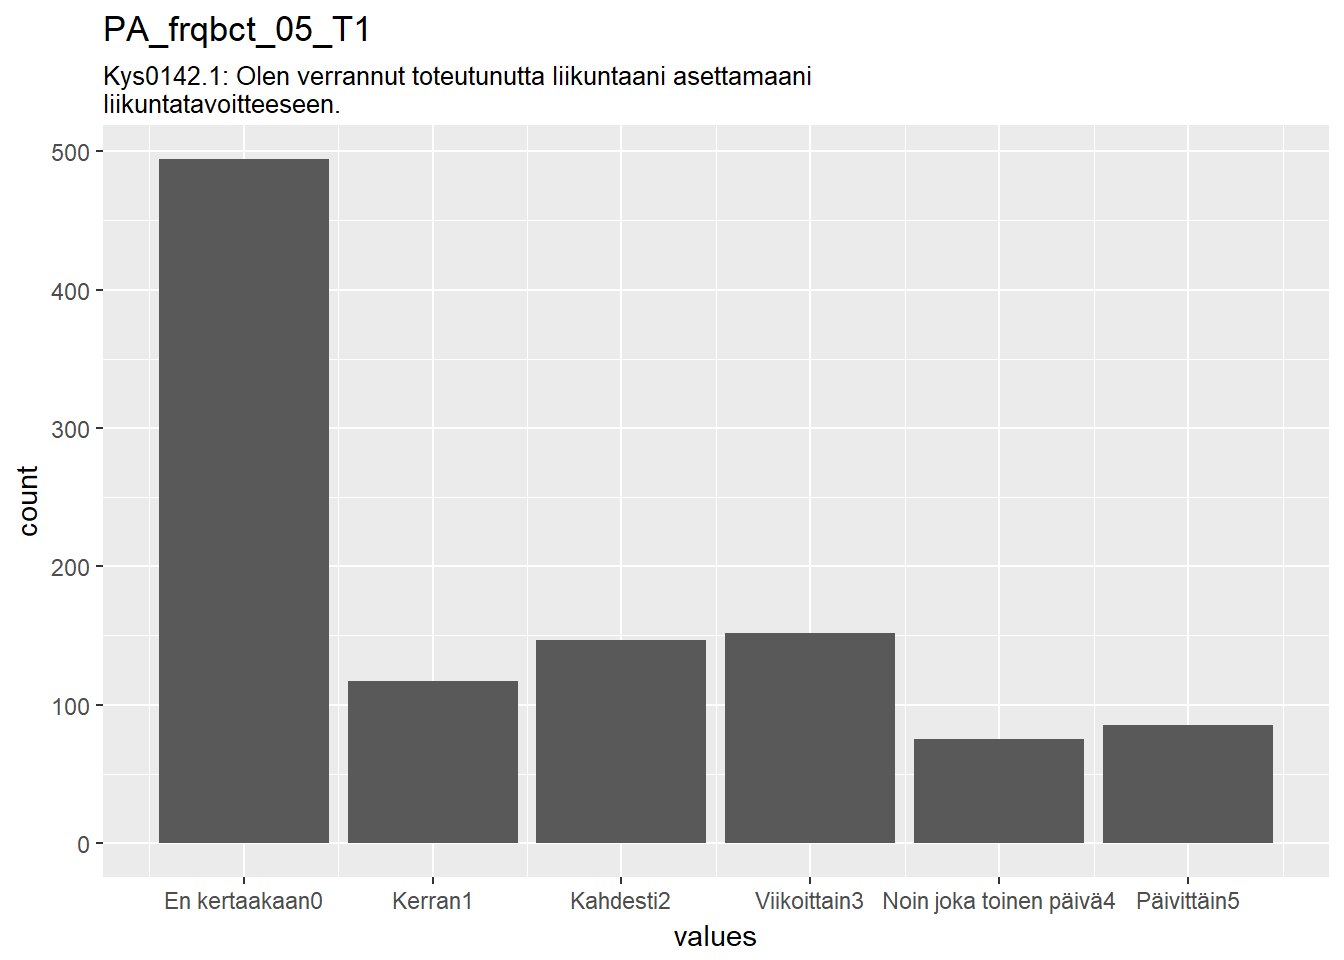 PA_frqbct_05_T1
Kys0142.1: Olen verrannut toteutunutta liikuntaani asettamaani
liikuntatavoitteeseen.
500
400
300
200
100
0
count
En kertaakaan0
Kerran1
Kahdesti2
Viikoittain3
Noin joka toinen päivä4
Päivittäin5
values